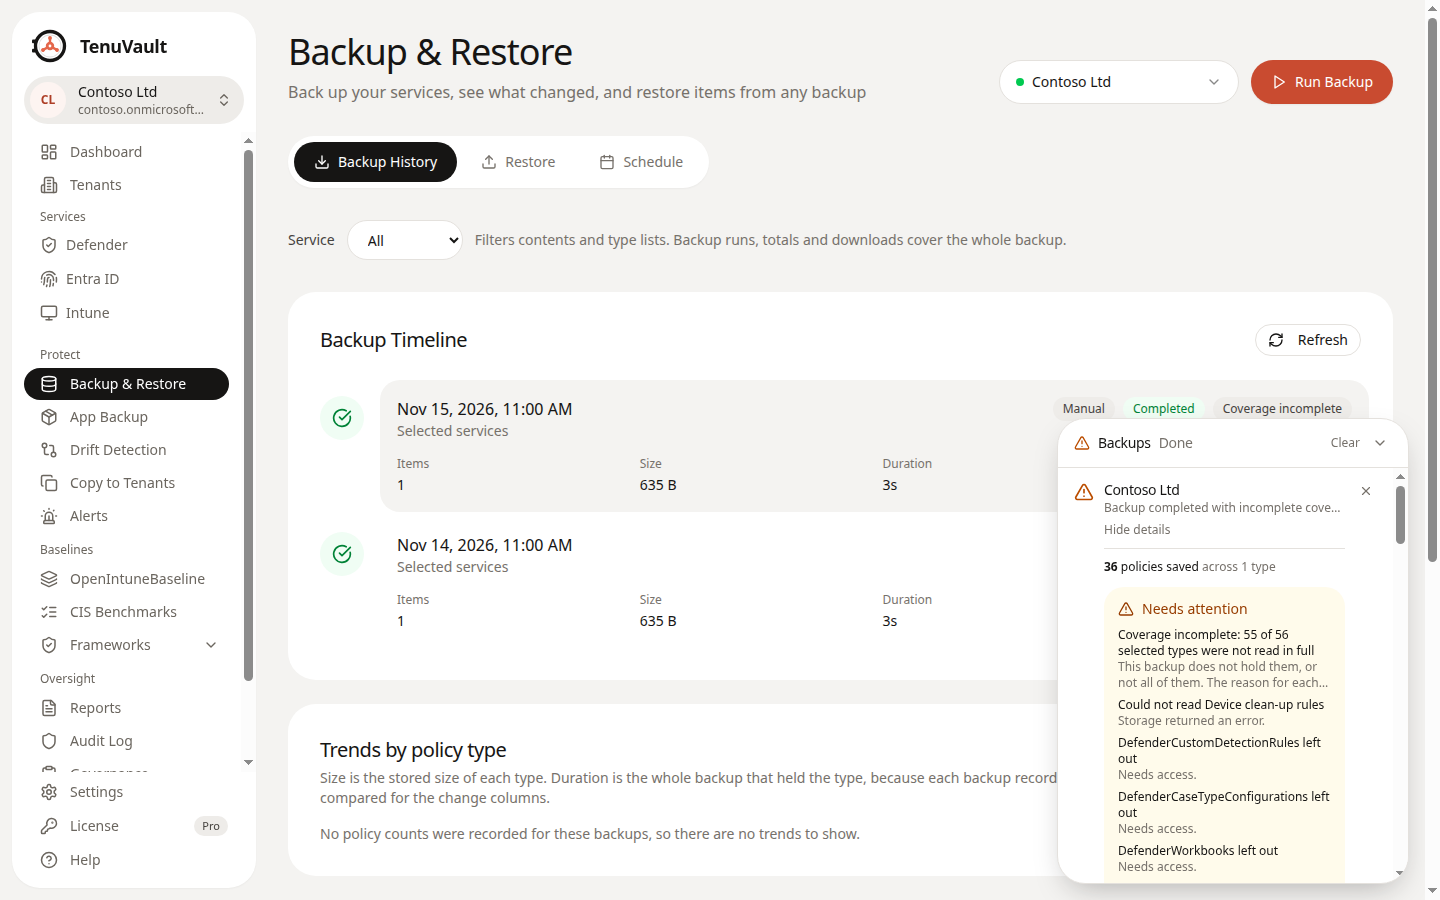 TenuVault
CL
Contoso Ltd
contoso.onmicrosoft...
Dashboard
Tenants
Services
Defender
Entra ID
Intune
Protect
Backup & Restore
App Backup
Drift Detection
Copy to Tenants
Alerts
Baselines
OpenIntuneBaseline
CIS Benchmarks
Frameworks
Oversight
Reports
Audit Log
Settings
License
Pro
Help
Backup & Restore
Back up your services, see what changed, and restore items from any backup
Contoso Ltd
Run Backup
Backup History
Restore
Schedule
Service
All
Filters contents and type lists. Backup runs, totals and downloads cover the whole backup.
Backup Timeline
Refresh
Nov 15, 2026, 11:00 AM
Manual
Completed
Coverage incomplete
Selected services
Items
Size
Duration
1
635 B
3s
Nov 14, 2026, 11:00 AM
Selected services
Items
Size
Duration
1
635 B
3s
Trends by policy type
Size is the stored size of each type. Duration is the whole backup that held the type, because each backup record
compared for the change columns.
No policy counts were recorded for these backups, so there are no trends to show.
Backups Done
Clear
Contoso Ltd
Backup completed with incomplete cove...
Hide details
36 policies saved across 1 type
Needs attention
Coverage incomplete: 55 of 56
selected types were not read in full
This backup does not hold them, or
not all of them. The reason for each...
Could not read Device clean-up rules
Storage returned an error.
DefenderCustomDetectionRules left
out
Needs access.
DefenderCaseTypeConfigurations left
out
Needs access.
DefenderWorkbooks left out
Needs access.